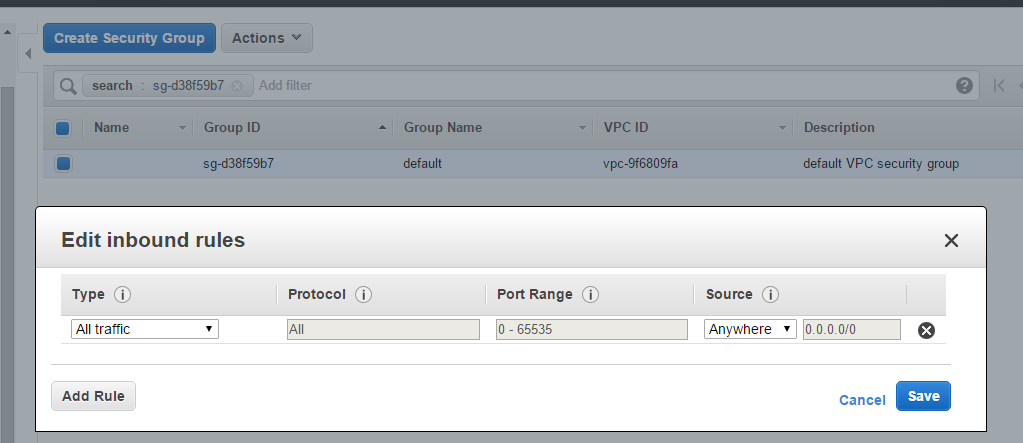 Create Security Group Actions
search : sg-d38f59b7 Add filter
Name Group ID Group Name VPC ID Description
sg-d38f59b7 default vpc-9f6809fa default VPC security group
Edit inbound rules
Type Protocol Port Range Source
All traffic All 0 - 65535 Anywhere 0.0.0.0/0
Add Rule Cancel Save